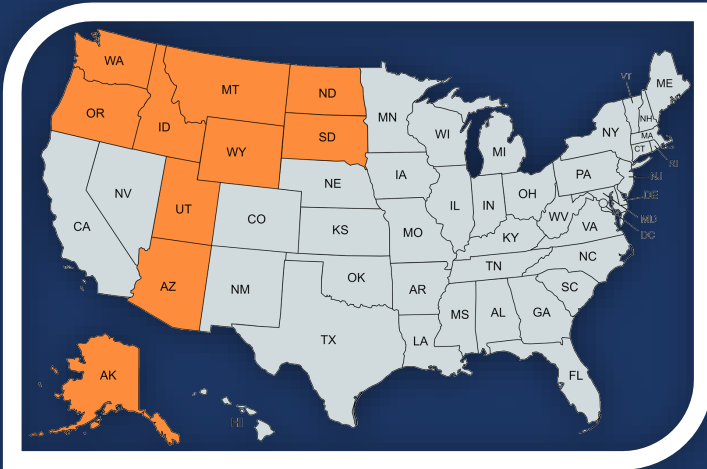 WA
MT
ND
OR
ID
SD
WY
MN
WI
MI
VT
ME
NH
NY
MA
CT
RI
NV
UT
CO
NE
IA
IL
IN
OH
PA
NJ
DE
MD
DC
CA
KS
MO
KY
WV
VA
AZ
NM
OK
AR
TN
NC
SC
TX
LA
MS
AL
GA
FL
AK
HI